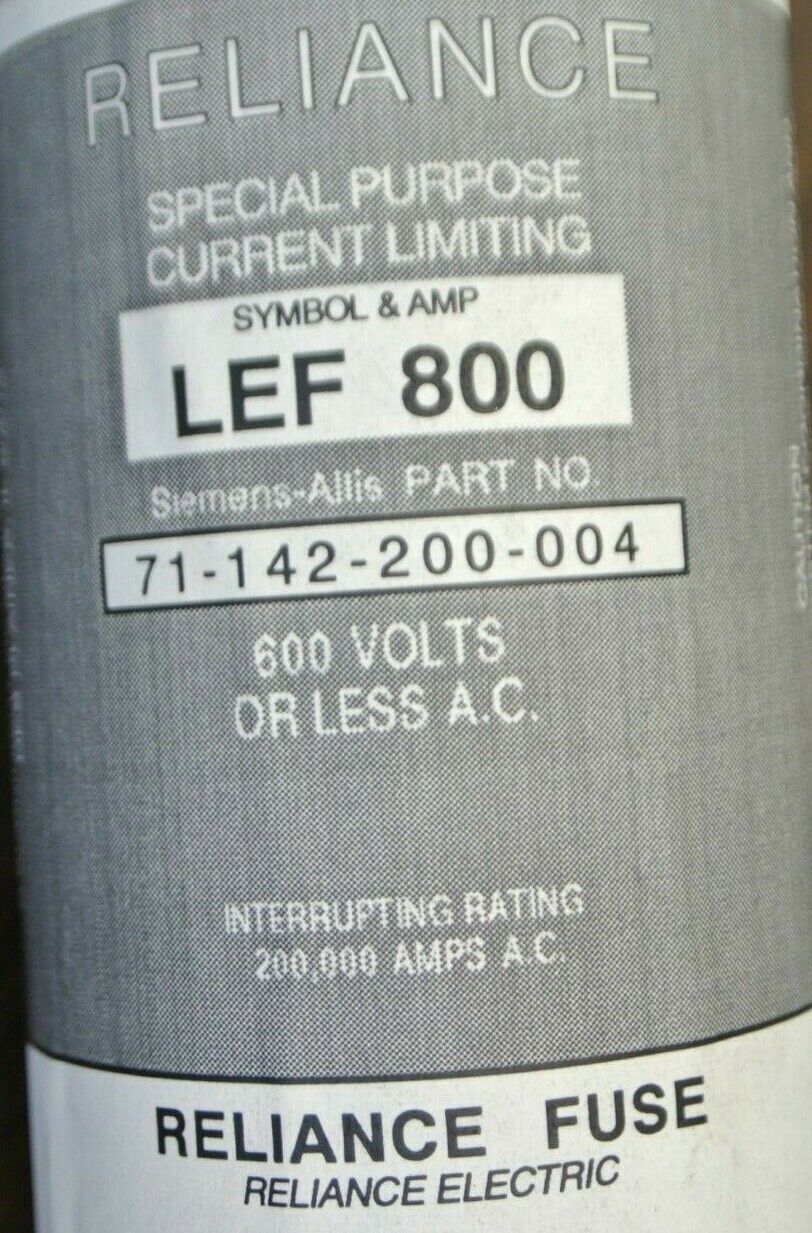 RELIANCE
SPECIAL PURPOSE
CURRENT LIMITING
SYMBOL & AMP
LEF 800
Siemens-Allis PART NO.
71-142-200-004
600 VOLTS
OR LESS A.C.
INTERRUPTING RATING
200,000 AMPS A.C.
RELIANCE FUSE
RELIANCE ELECTRIC